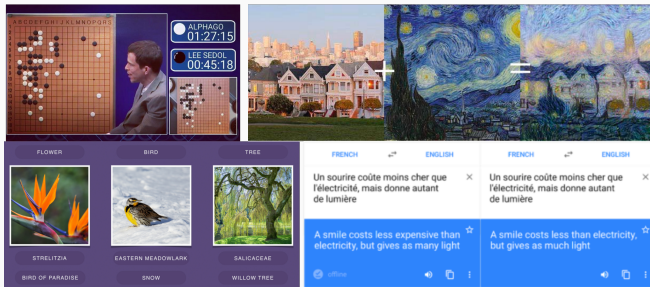 A B C D E F G H J K L M N O P Q R S
ALPHAGO
01:27:15
LEE SEDOL
00:45:18
+
=
FLOWER
BIRD
TREE
STRELITZIA
EASTERN MEADOWLARK
SALICACEAE
BIRD OF PARADISE
SNOW
WILLOW TREE
FRENCH
ENGLISH
Un sourire coûte moins cher que
l'électricité, mais donne autant
de lumière
A smile costs less expensive than
electricity, but gives as many light
offline
FRENCH
ENGLISH
Un sourire coûte moins cher que
l'électricité, mais donne autant
de lumière
A smile costs less than electricity,
but gives as much light